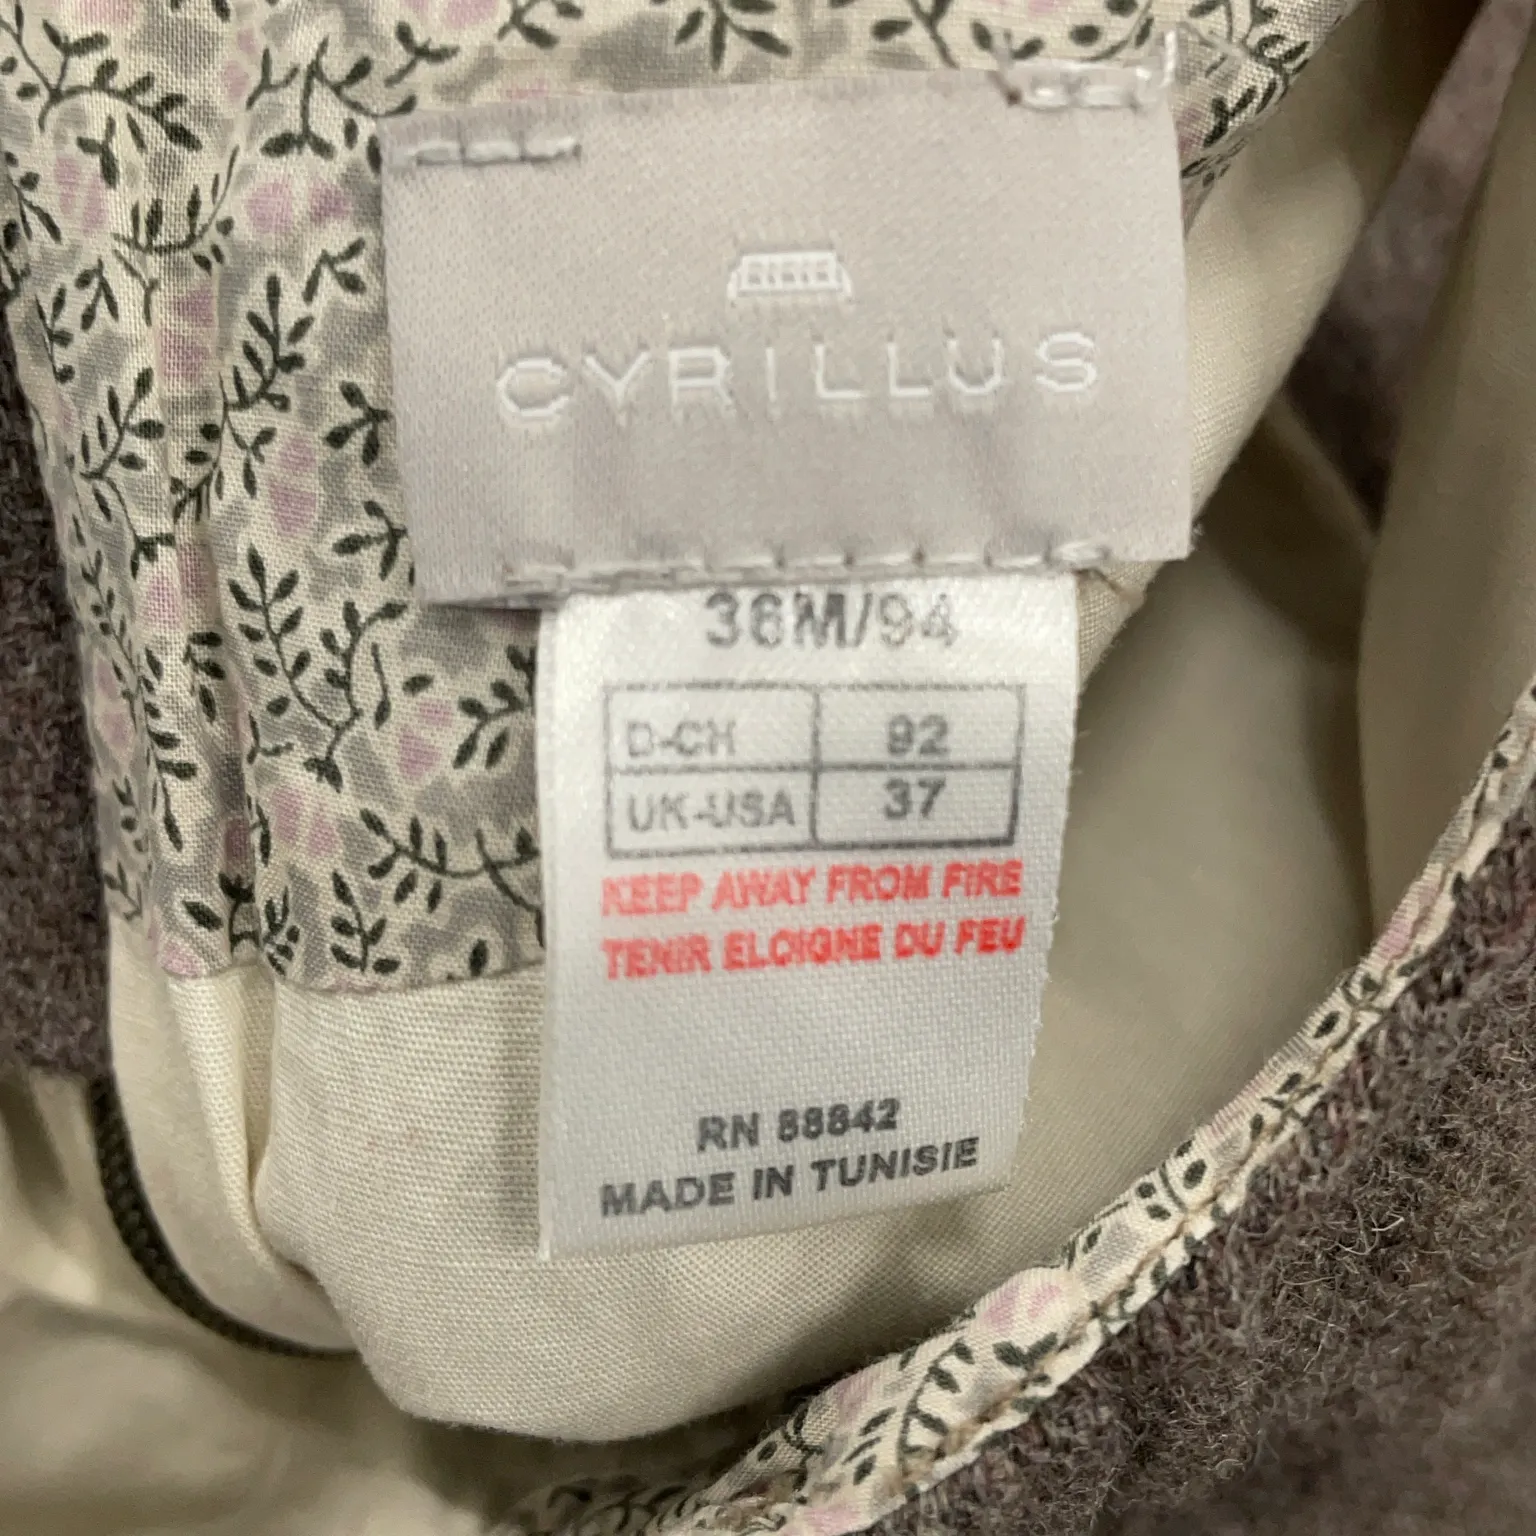 CYRILLUS
36M/94
D-CH 92
UK-USA 37
KEEP AWAY FROM FIRE
TENIR ELOIGNE DU FEU
RN 88842
MADE IN TUNISIE